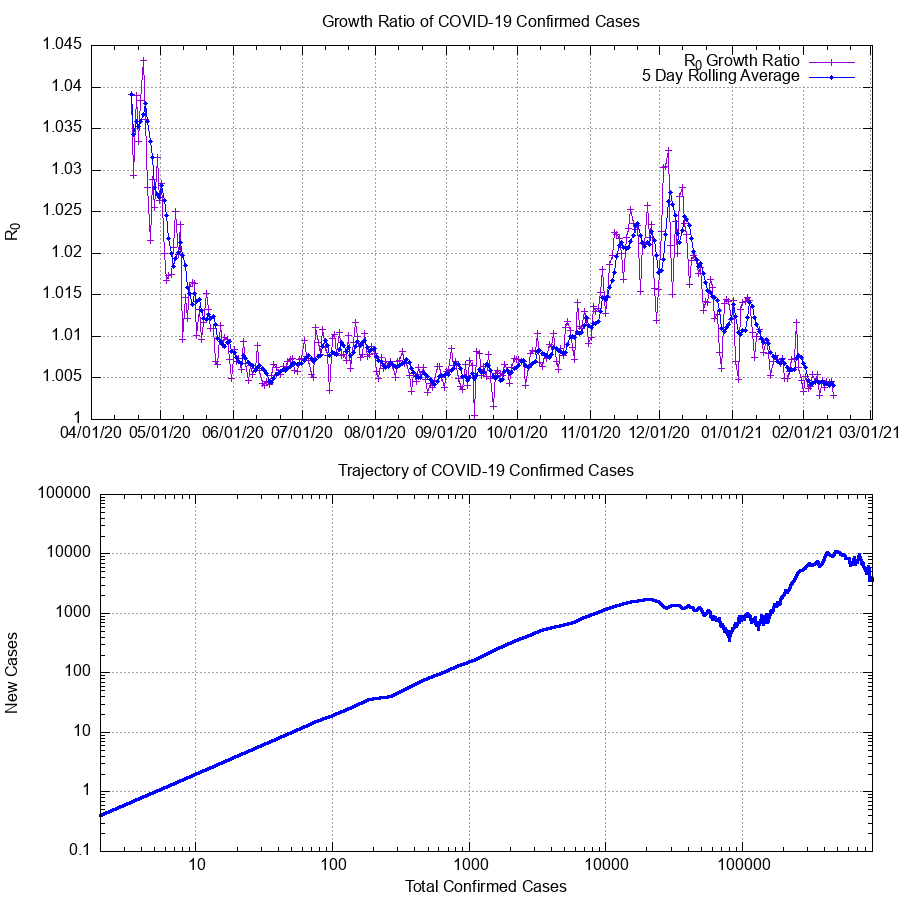 Growth Ratio of COVID-19 Confirmed Cases
1.045
1.04
1.035
1.03
1.025
1.02
1.015
1.01
1.005
1
R0
R0 Growth Ratio
5 Day Rolling Average
04/01/20 05/01/20 06/01/20 07/01/20 08/01/20 09/01/20 10/01/20 11/01/20 12/01/20 01/01/21 02/01/21 03/01/21
Trajectory of COVID-19 Confirmed Cases
100000
10000
1000
100
10
1
0.1
New Cases
10 100 1000 10000 100000
Total Confirmed Cases